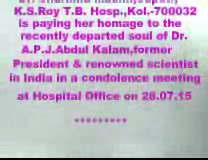 K.S.Roy T.B. Hosp.,Kol.-700032
is paying her homage to the
recently departed soul of Dr.
A.P.J.Abdul Kalam,former
President & renowned scientist
in India in a condolence meeting
at Hospital Office on 28.07.15
*********